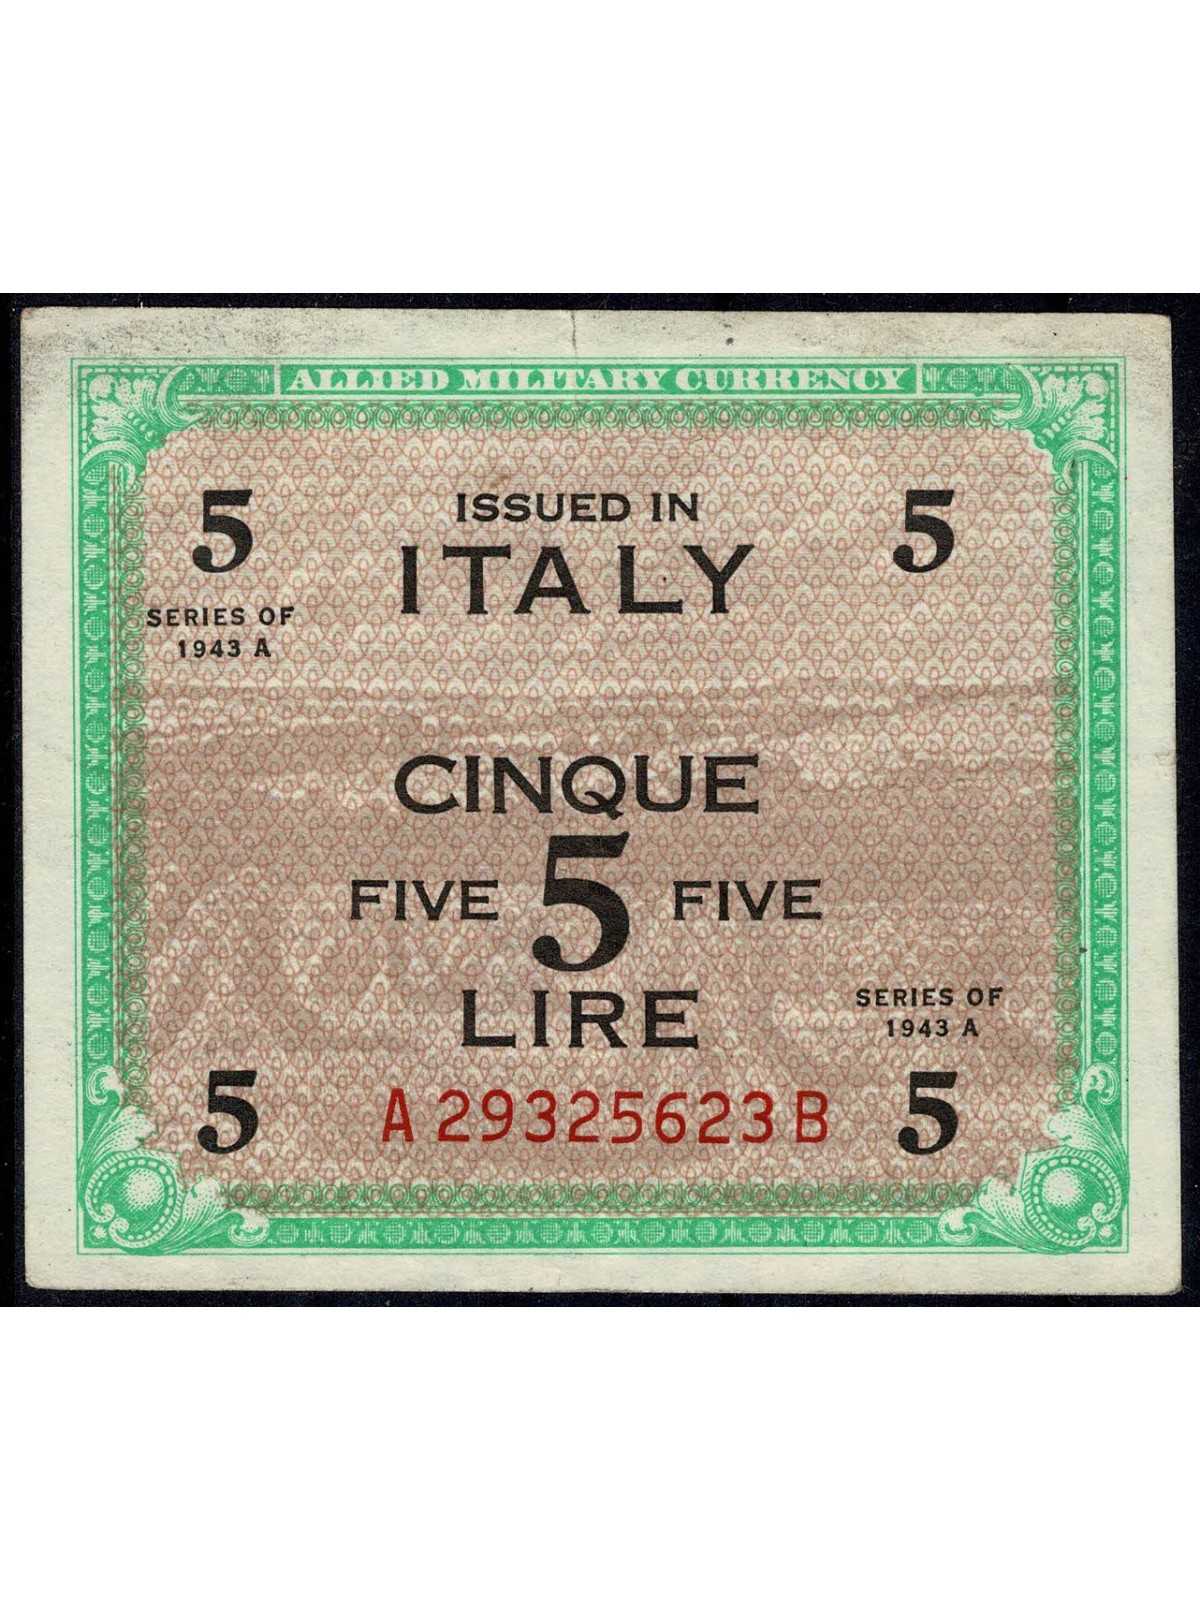 ALLIED MILITARY CURRENCY
5 ISSUED IN 5
ITALY
SERIES OF
1943 A
CINQUE
FIVE 5 FIVE
LIRE
SERIES OF
1943 A
5 A29325623B 5